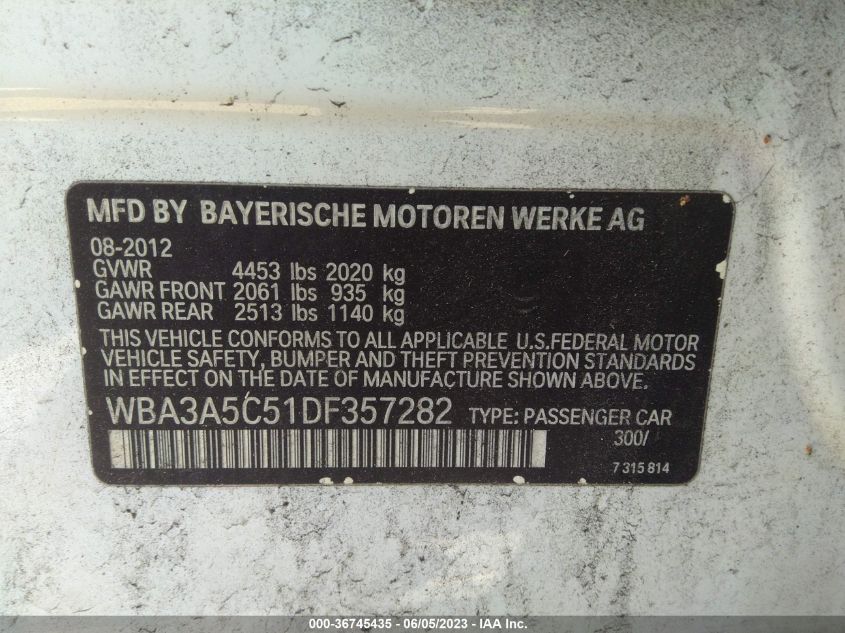 MFD BY BAYERISCHE MOTOREN WERKE AG
08-2012
GVWR 4453 lbs 2020 kg
GAWR FRONT 2061 lbs 935 kg
GAWR REAR 2513 lbs 1140 kg
THIS VEHICLE CONFORMS TO ALL APPLICABLE U.S.FEDERAL MOTOR
VEHICLE SAFETY, BUMPER AND THEFT PREVENTION STANDARDS
IN EFFECT ON THE DATE OF MANUFACTURE SHOWN ABOVE.
WBA3A5C51DF357282 TYPE: PASSENGER CAR
300/
7 315 814
000-36745435 - 06/05/2023 - IAA Inc.